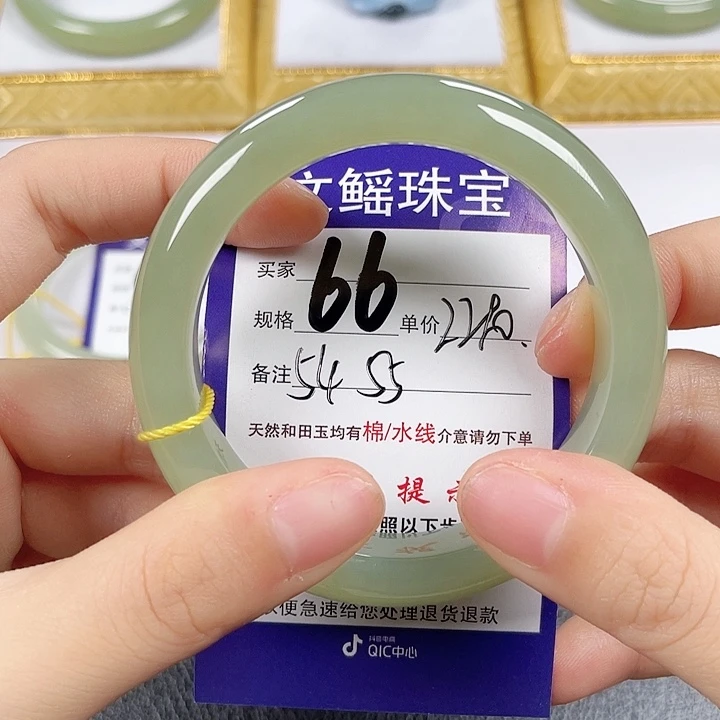 鳐珠宝
买家
66
规格 单价
备注 54 55
天然和田玉均有棉/水线介意请勿下单
提
照以下步
便急速给您处理退货退款
抖音电商
QIC中心